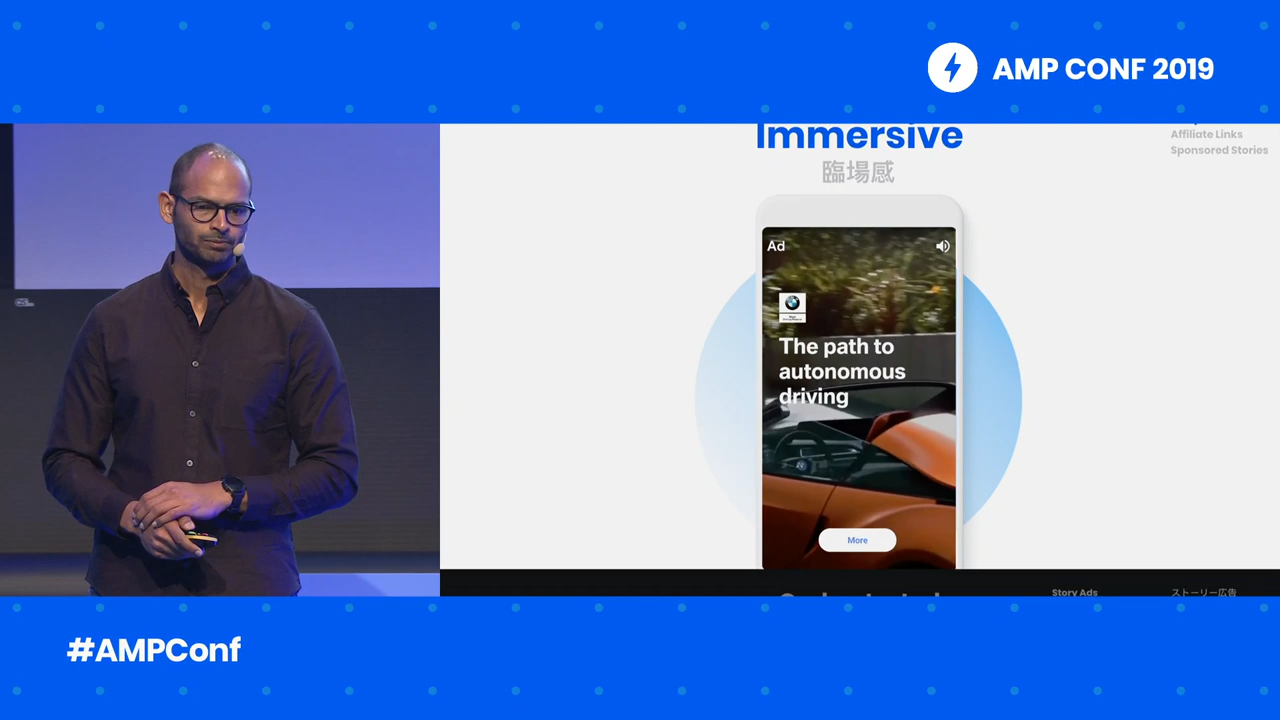 AMP CONF 2019
Immersive
臨場感
Affiliate Links
Sponsored Stories
Ad
The path to
autonomous
driving
More
Story Ads
ストーリー広告
#AMPConf